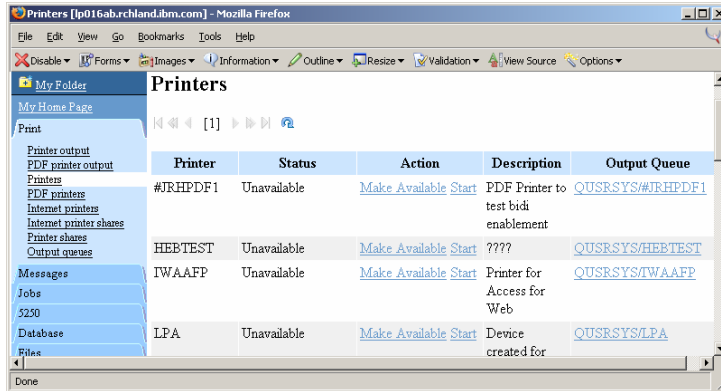 Printers [lp016ab.rchland.ibm.com] - Mozilla Firefox
File Edit View Go Bookmarks Tools Help
Disable Forms Images Information Outline Resize Validation View Source Options
My Folder
My Home Page
Print
Printer output
PDF printer output
Printers
PDF printers
Internet printers
Internet printer shares
Printer shares
Output queues
Messages
Jobs
5250
Database
Files
Printers
[1]
Printer Status Action Description Output Queue
#JRHPDF1 Unavailable Make Available Start PDF Printer to QUSRSYS/#JRHPDF1
test bidi
enablement
HEBTEST Unavailable Make Available Start ???? QUSRSYS/HEBTEST
IWAAFP Unavailable Make Available Start Printer for QUSRSYS/IWAAFP
Access for
Web
LPA Unavailable Make Available Start Device QUSRSYS/LPA
created for
Done